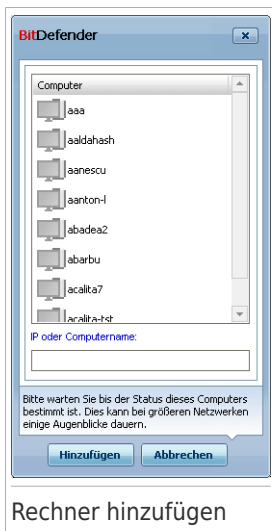 BitDefender
Computer
aaa
aaldahash
aanescu
aanton-l
abadea2
abarbu
acalita7
acalita-tst
IP oder Computername:
Bitte warten Sie bis der Status dieses Computers
bestimmt ist. Dies kann bei größeren Netzwerken
einige Augenblicke dauern.
Hinzufügen Abbrechen
Rechner hinzufügen